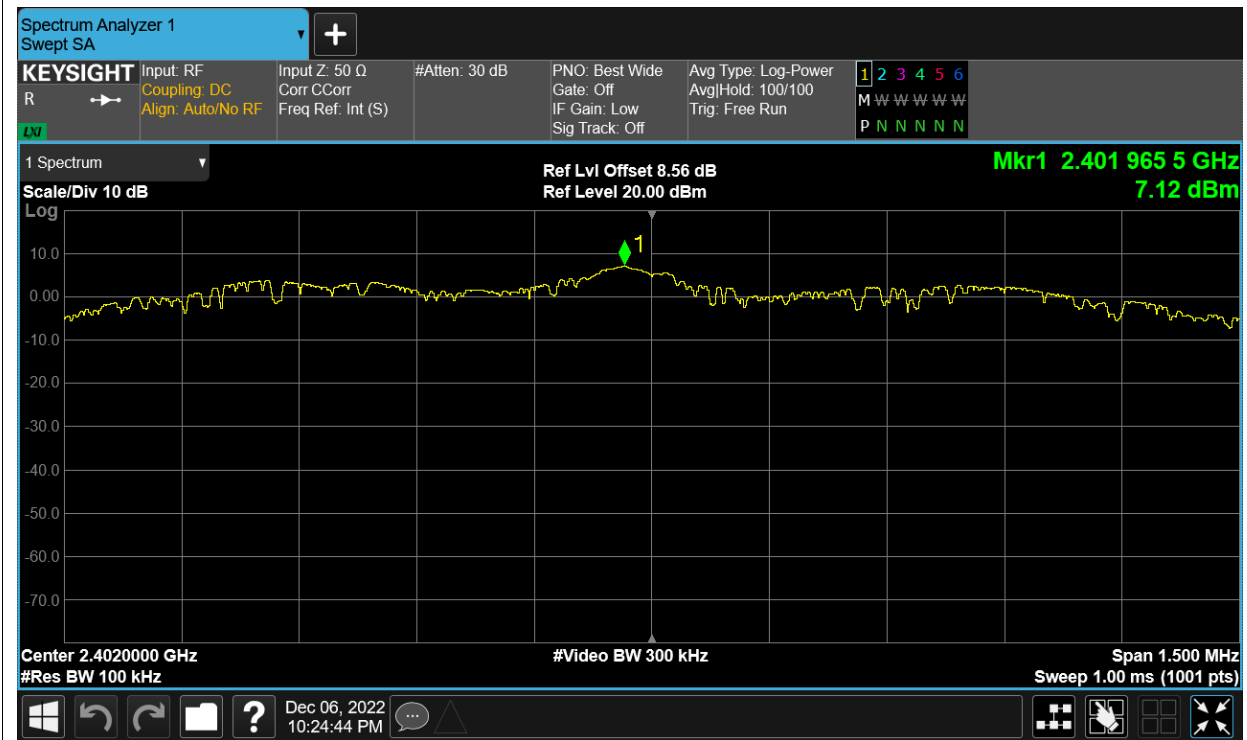 Spectrum Analyzer 1
Swept SA
KEYSIGHT
R
LXI
Input: RF
Coupling: DC
Align: Auto/No RF
Input Z: 50 Ω
Corr CCorr
Freq Ref: Int (S)
#Atten: 30 dB
PNO: Best Wide
Gate: Off
IF Gain: Low
Sig Track: Off
Avg Type: Log-Power
Avg|Hold: 100/100
Trig: Free Run
1 2 3 4 5 6
M W W W W W
P N N N N N
1 Spectrum
Scale/Div 10 dB
Log
Ref Lvl Offset 8.56 dB
Ref Level 20.00 dBm
Mkr1 2.401 965 5 GHz
7.12 dBm
1
10.0
0.00
-10.0
-20.0
-30.0
-40.0
-50.0
-60.0
-70.0
Center 2.4020000 GHz
#Res BW 100 kHz
#Video BW 300 kHz
Span 1.500 MHz
Sweep 1.00 ms (1001 pts)
?
Dec 06, 2022
10:24:44 PM